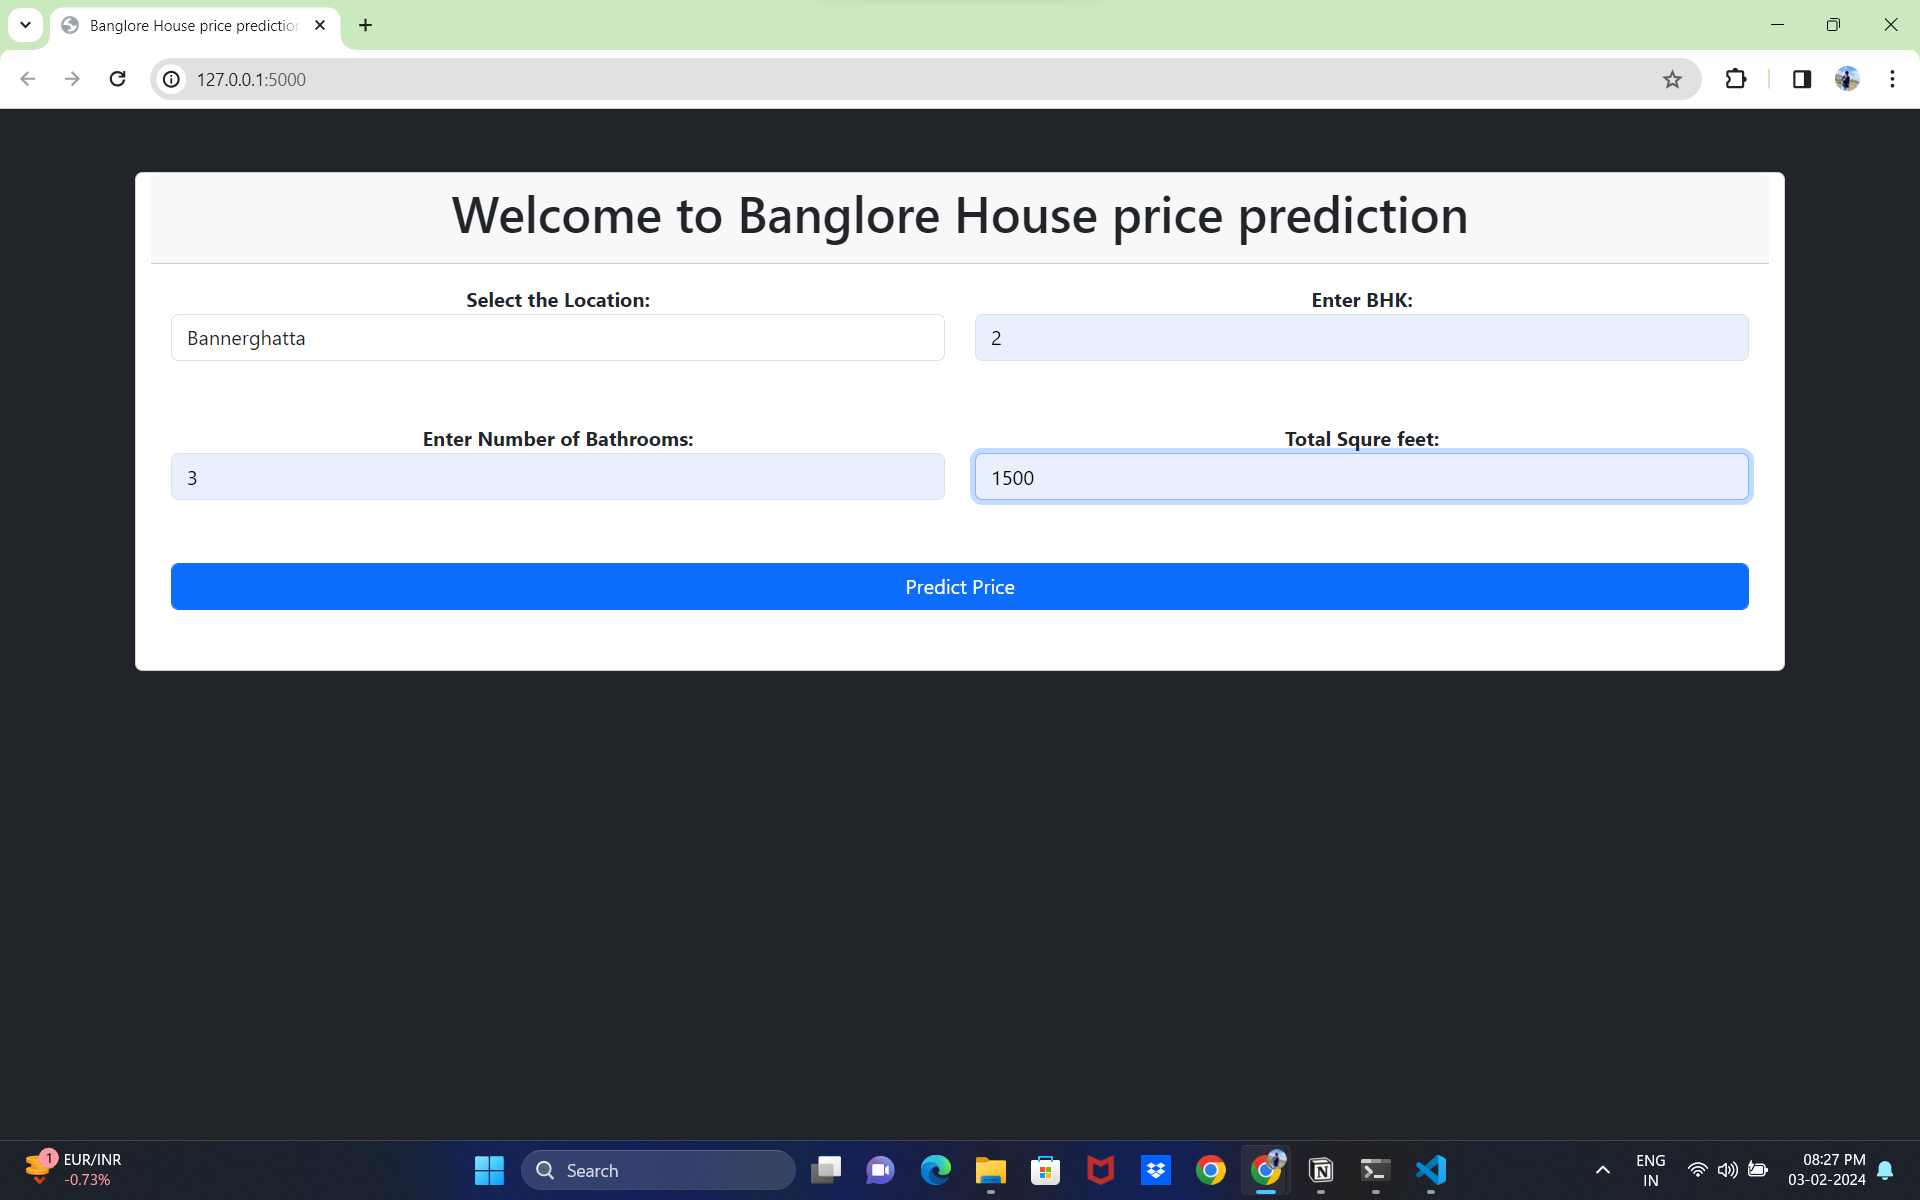 Banglore House price prediction
127.0.0.1:5000
Welcome to Banglore House price prediction
Select the Location:
Enter BHK:
Bannerghatta
2
Enter Number of Bathrooms:
Total Squre feet:
3
1500
Predict Price
1
EUR/INR
-0.73%
Search
ENG
IN
08:27 PM
03-02-2024